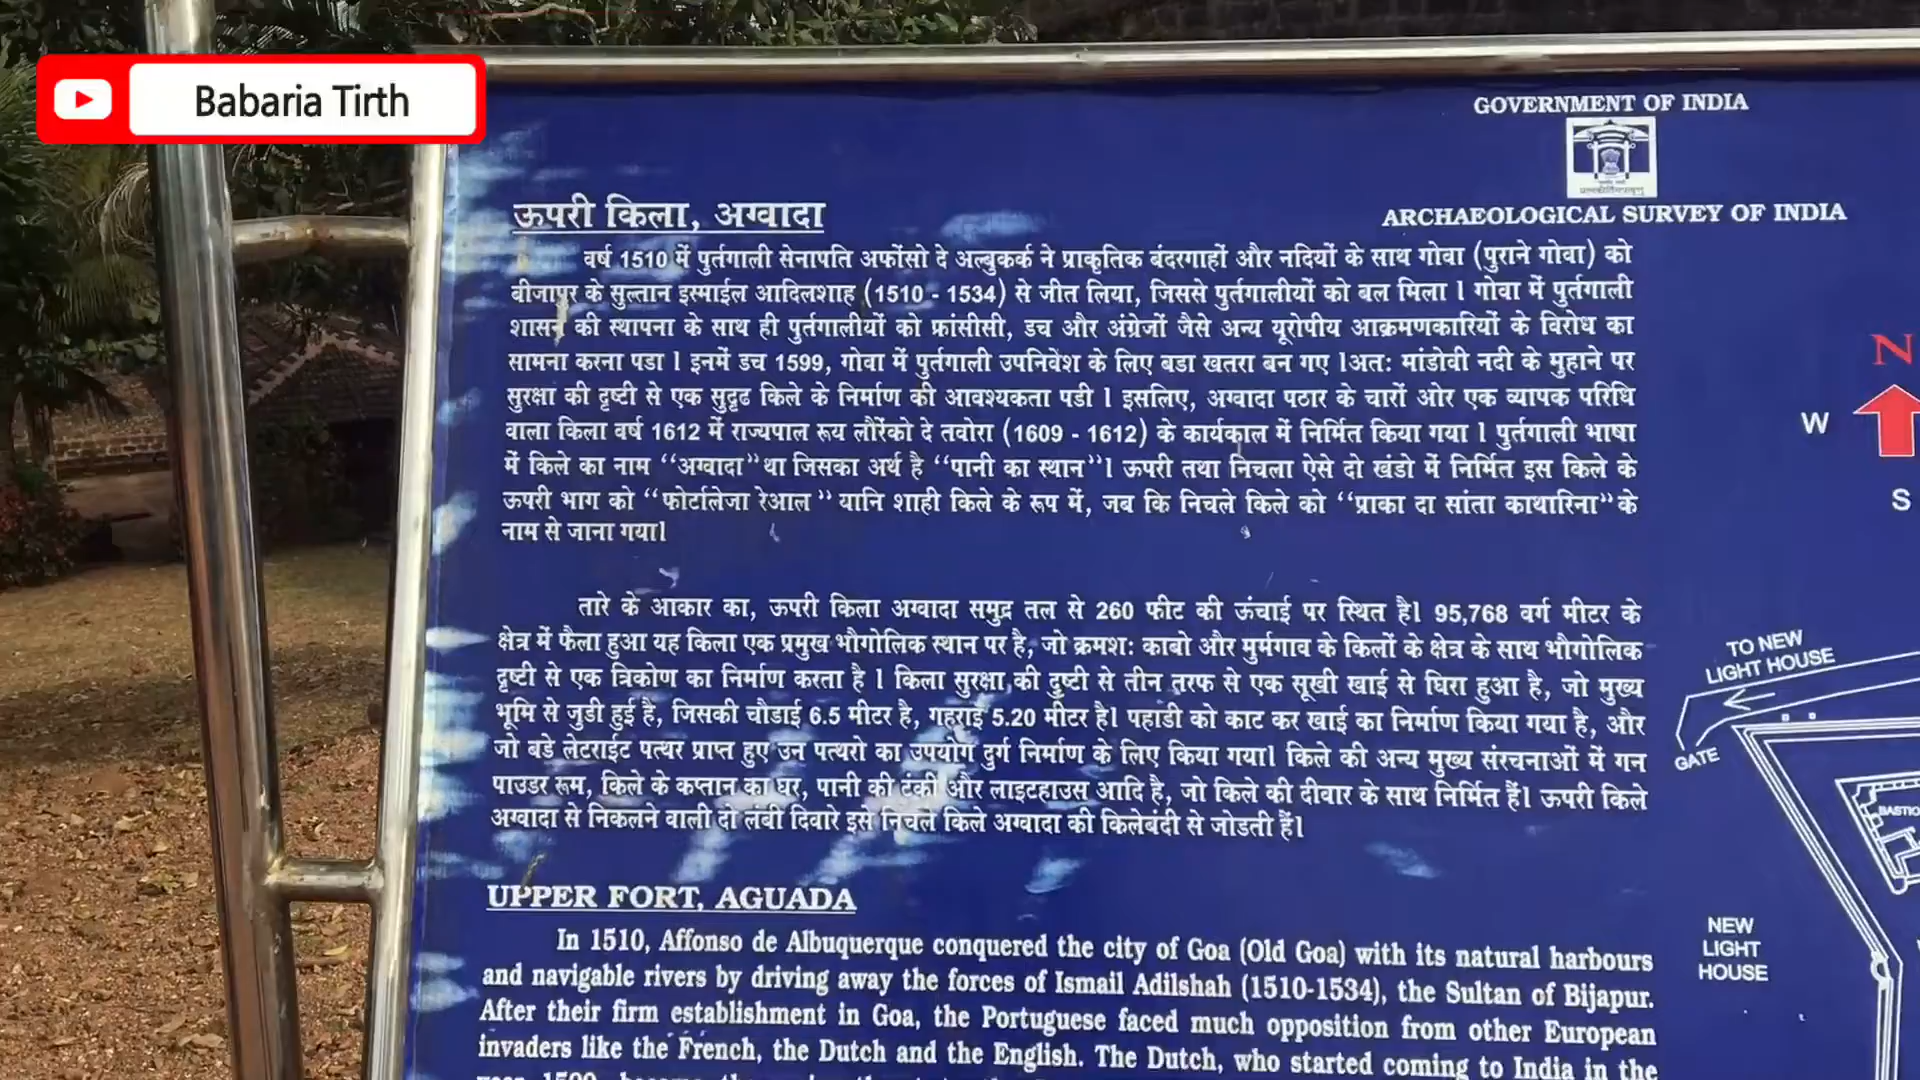 Babaria Tirth
GOVERNMENT OF INDIA
ARCHAEOLOGICAL SURVEY OF INDIA
ऊपरी किला, अग्वादा
वर्ष 1510 में पुर्तगाली सेनापति अफोंसो दे अल्बुकर्क ने प्राकृतिक बंदरगाहों और नदियों के साथ गोवा (पुराने गोवा) को
बीजापुर के सुल्तान इस्माईल आदिलशाह (1510 - 1534) से जीत लिया, जिससे पुर्तगालीयों को बल मिला । गोवा में पुर्तगाली
शासन की स्थापना के साथ ही पुर्तगालीयों को फ्रांसीसी, डच और अंग्रेजों जैसे अन्य यूरोपीय आक्रमणकारियों के विरोध का
सामना करना पडा । इनमें डच 1599, गोवा में पुर्तगाली उपनिवेश के लिए बडा खतरा बन गए ।अतः मांडोवी नदी के मुहाने पर
सुरक्षा की दृष्टी से एक सुदृढ किले के निर्माण की आवश्यकता पडी । इसलिए, अग्वादा पठार के चारों ओर एक व्यापक परिधि
वाला किला वर्ष 1612 में राज्यपाल रूय लौरेंको दे तवोरा (1609 - 1612) के कार्यकाल में निर्मित किया गया । पुर्तगाली भाषा
में किले का नाम “अग्वादा” था जिसका अर्थ है “पानी का स्थान”। ऊपरी तथा निचला ऐसे दो खंडो में निर्मित इस किले के
ऊपरी भाग को “फोर्टालेजा रेआल” यानि शाही किले के रूप में, जब कि निचले किले को “प्राका दा सांता काथारिना” के
नाम से जाना गया।
तारे के आकार का, ऊपरी किला अग्वादा समुद्र तल से 260 फीट की ऊंचाई पर स्थित है। 95,768 वर्ग मीटर के
क्षेत्र में फैला हुआ यह किला एक प्रमुख भौगोलिक स्थान पर है, जो क्रमशः काबो और मुर्मगाव के किलों के क्षेत्र के साथ भौगोलिक
दृष्टी से एक त्रिकोण का निर्माण करता है । किला सुरक्षा की दृष्टी से तीन तरफ से एक सूखी खाई से घिरा हुआ है, जो मुख्य
भूमि से जुडी हुई है, जिसकी चौडाई 6.5 मीटर है, गहराई 5.20 मीटर है। पहाडी को काट कर खाई का निर्माण किया गया है, और
जो बडे लेटराईट पत्थर प्राप्त हुए उन पत्थरो का उपयोग दुर्ग निर्माण के लिए किया गया। किले की अन्य मुख्य संरचनाओं में गन
पाउडर रूम, किले के कप्तान का घर, पानी की टंकी और लाइटहाउस आदि है, जो किले की दीवार के साथ निर्मित हैं। ऊपरी किले
अग्वादा से निकलने वाली दो लंबी दिवारे इसे निचले किले अग्वादा की किलेबंदी से जोडती हैं।
UPPER FORT, AGUADA
In 1510, Affonso de Albuquerque conquered the city of Goa (Old Goa) with its natural harbours
and navigable rivers by driving away the forces of Ismail Adilshah (1510-1534), the Sultan of Bijapur.
After their firm establishment in Goa, the Portuguese faced much opposition from other European
invaders like the French, the Dutch and the English. The Dutch, who started coming to India in the
N
W
S
TO NEW
LIGHT HOUSE
GATE
NEW
LIGHT
HOUSE